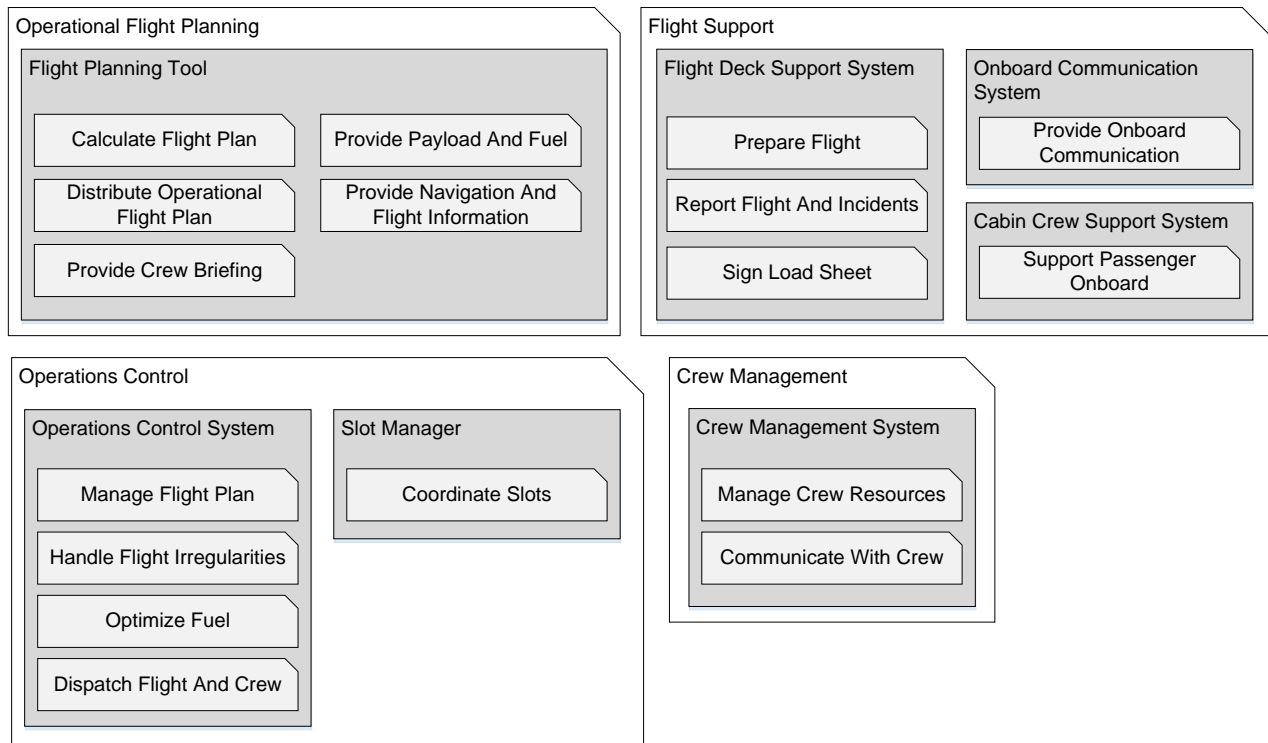 Operational Flight Planning
Flight Planning Tool
Calculate Flight Plan
Provide Payload And Fuel
Distribute Operational
Flight Plan
Provide Navigation And
Flight Information
Provide Crew Briefing
Flight Support
Flight Deck Support System
Prepare Flight
Report Flight And Incidents
Sign Load Sheet
Onboard Communication
System
Provide Onboard
Communication
Cabin Crew Support System
Support Passenger
Onboard
Operations Control
Operations Control System
Manage Flight Plan
Handle Flight Irregularities
Optimize Fuel
Dispatch Flight And Crew
Slot Manager
Coordinate Slots
Crew Management
Crew Management System
Manage Crew Resources
Communicate With Crew